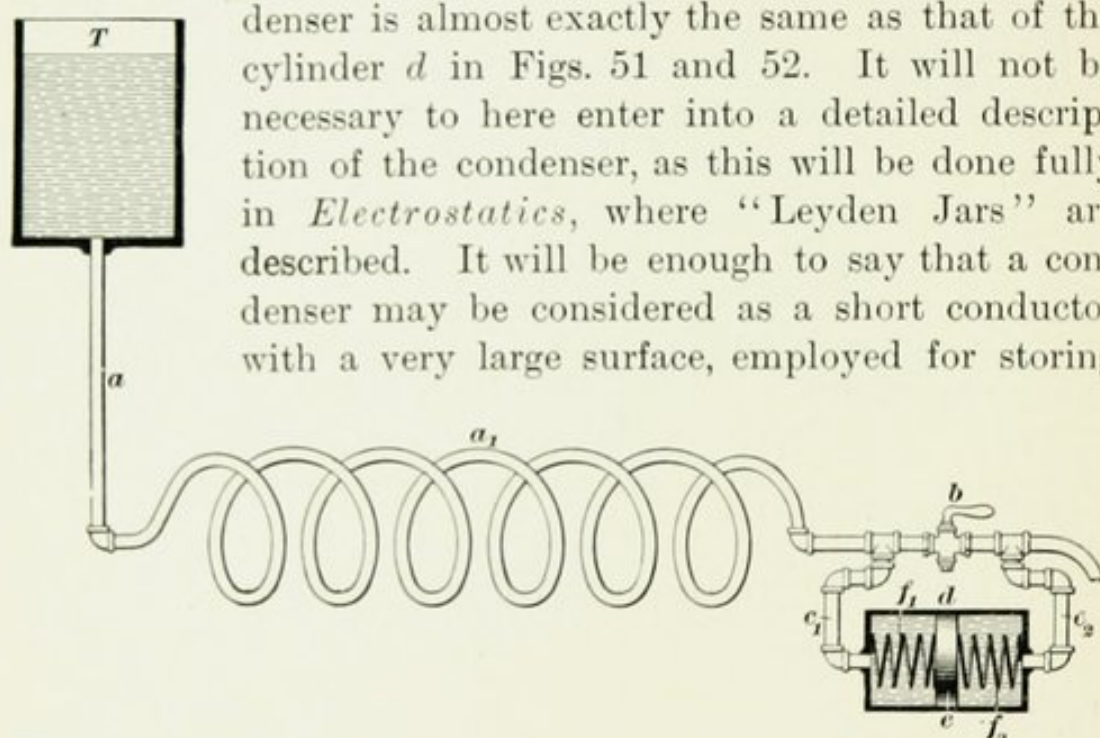 T
denser is almost exactly the same as that of th
cylinder d in Figs. 51 and 52. It will not b
necessary to here enter into a detailed descrip
tion of the condenser, as this will be done fully
in Electrostatics, where “Leyden Jars” ar
described. It will be enough to say that a con
denser may be considered as a short conducto
with a very large surface, employed for storin
a
a₁
b
f₁ d
c₁ c₂
e f₂